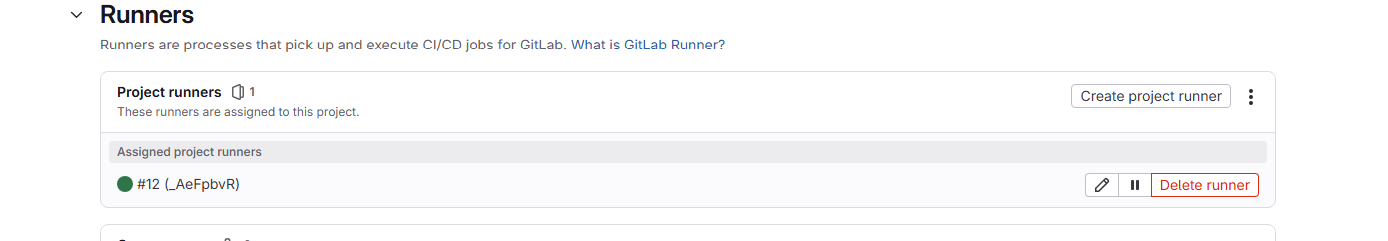 Runners
Runners are processes that pick up and execute CI/CD jobs for GitLab. What is GitLab Runner?
Project runners 1
Create project runner
These runners are assigned to this project.
Assigned project runners
#12 (_AeFpbvR)
Delete runner